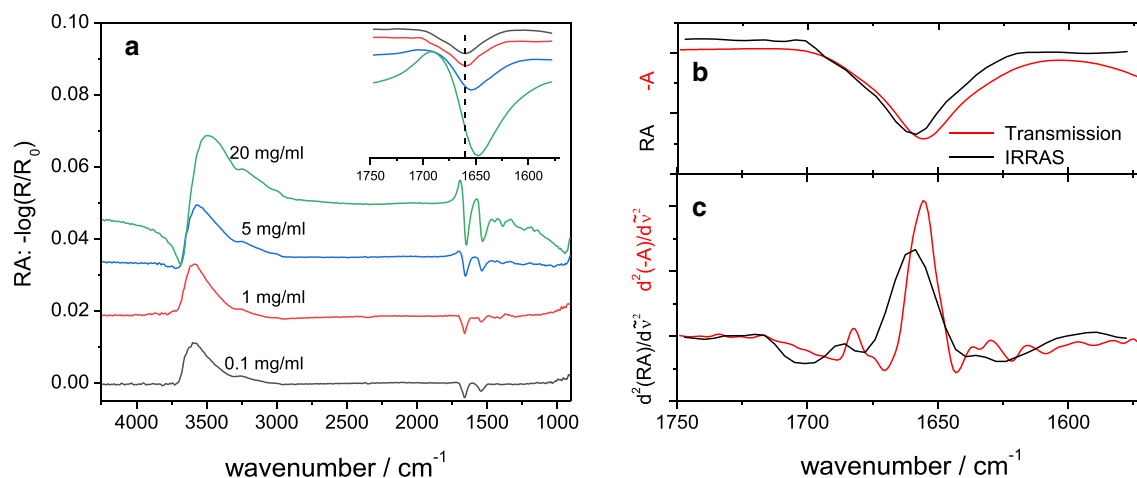 a
RA: -log(R/R0)
0.10
0.08
0.06
0.04
0.02
0.00
20 mg/ml
5 mg/ml
1 mg/ml
0.1 mg/ml
1750 1700 1650 1600
4000 3500 3000 2500 2000 1500 1000
wavenumber / cm-1
b
-A
RA
Transmission
IRRAS
c
d2(-A)/dν̃2
d2(RA)/dν̃2
1750 1700 1650 1600
wavenumber / cm-1